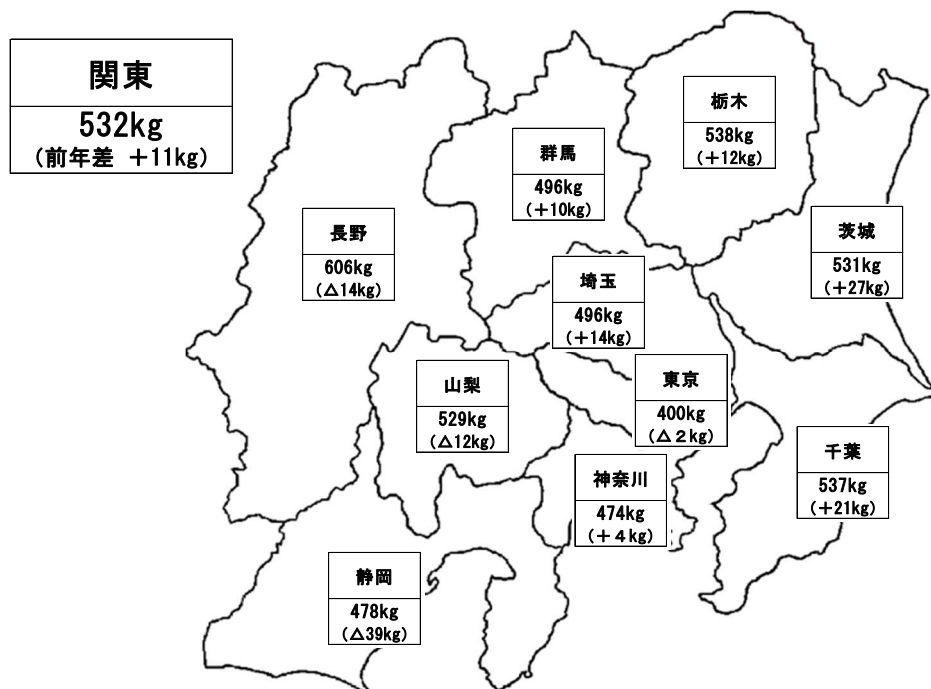 関東
532kg
(前年差 +11kg)
栃木
538kg
(+12kg)
群馬
496kg
(+10kg)
長野
606kg
(△14kg)
茨城
531kg
(+27kg)
埼玉
496kg
(+14kg)
山梨
529kg
(△12kg)
東京
400kg
(△2kg)
千葉
537kg
(+21kg)
神奈川
474kg
(+4kg)
静岡
478kg
(△39kg)